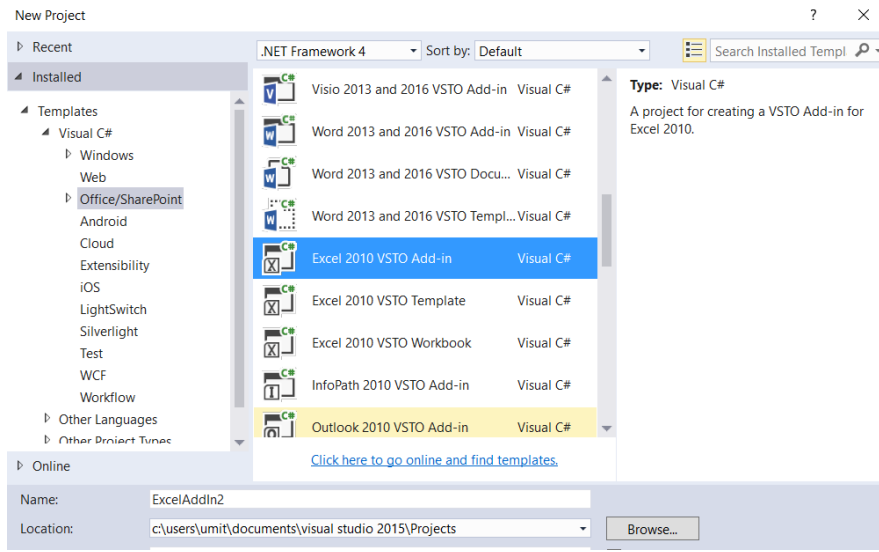 New Project
?
Recent
.NET Framework 4
Sort by: Default
Search Installed Templ
Installed
Templates
Visual C#
Windows
Web
Office/SharePoint
Android
Cloud
Extensibility
iOS
LightSwitch
Silverlight
Test
WCF
Workflow
Other Languages
Other Project Types
Online
Visio 2013 and 2016 VSTO Add-in Visual C#
Word 2013 and 2016 VSTO Add-in Visual C#
Word 2013 and 2016 VSTO Docu... Visual C#
Word 2013 and 2016 VSTO Templ... Visual C#
Excel 2010 VSTO Add-in Visual C#
Excel 2010 VSTO Template Visual C#
Excel 2010 VSTO Workbook Visual C#
InfoPath 2010 VSTO Add-in Visual C#
Outlook 2010 VSTO Add-in Visual C#
Click here to go online and find templates.
Type: Visual C#
A project for creating a VSTO Add-in for
Excel 2010.
Name: ExcelAddIn2
Location: c:\users\umit\documents\visual studio 2015\Projects
Browse...